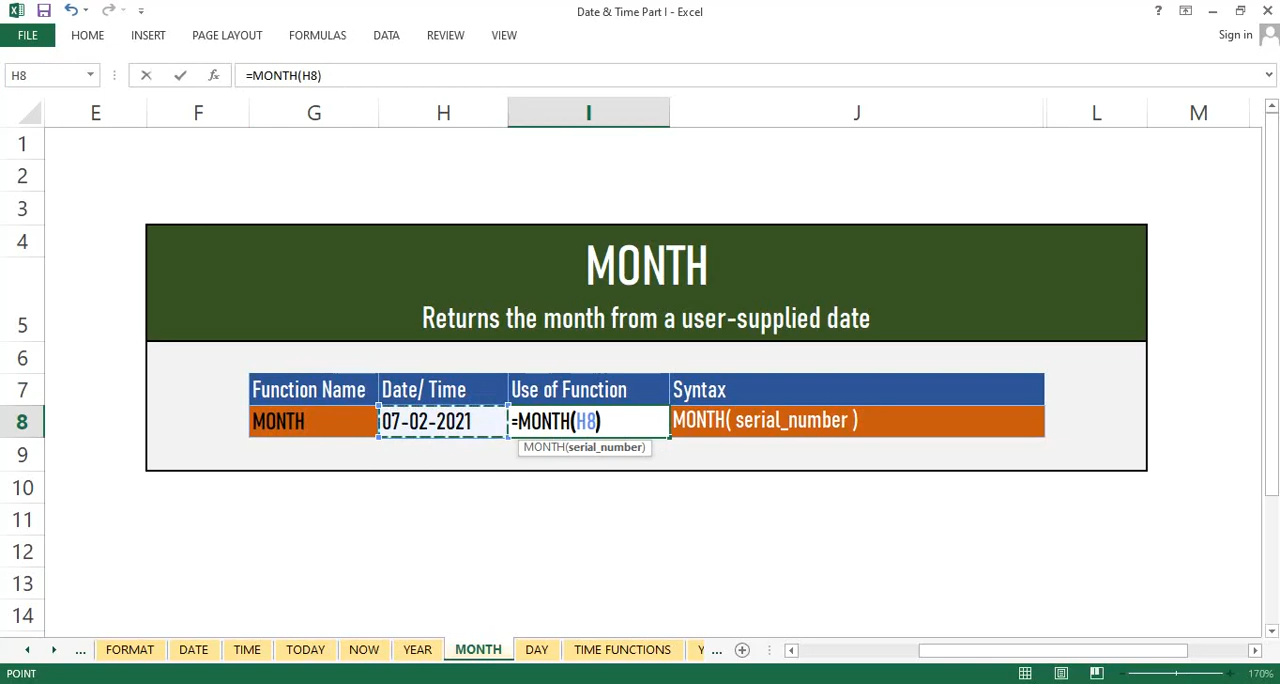 Date & Time Part I - Excel
?
FILE HOME INSERT PAGE LAYOUT FORMULAS DATA REVIEW VIEW
Sign in
H8 fx =MONTH(H8)
E F G H I J L M
1
2
3
4
MONTH
5
Returns the month from a user-supplied date
6
7 Function Name Date/ Time Use of Function Syntax
8 MONTH 07-02-2021 =MONTH(H8) MONTH( serial_number )
MONTH(serial_number)
9
10
11
12
13
14
... FORMAT DATE TIME TODAY NOW YEAR MONTH DAY TIME FUNCTIONS Y ...
POINT 170%